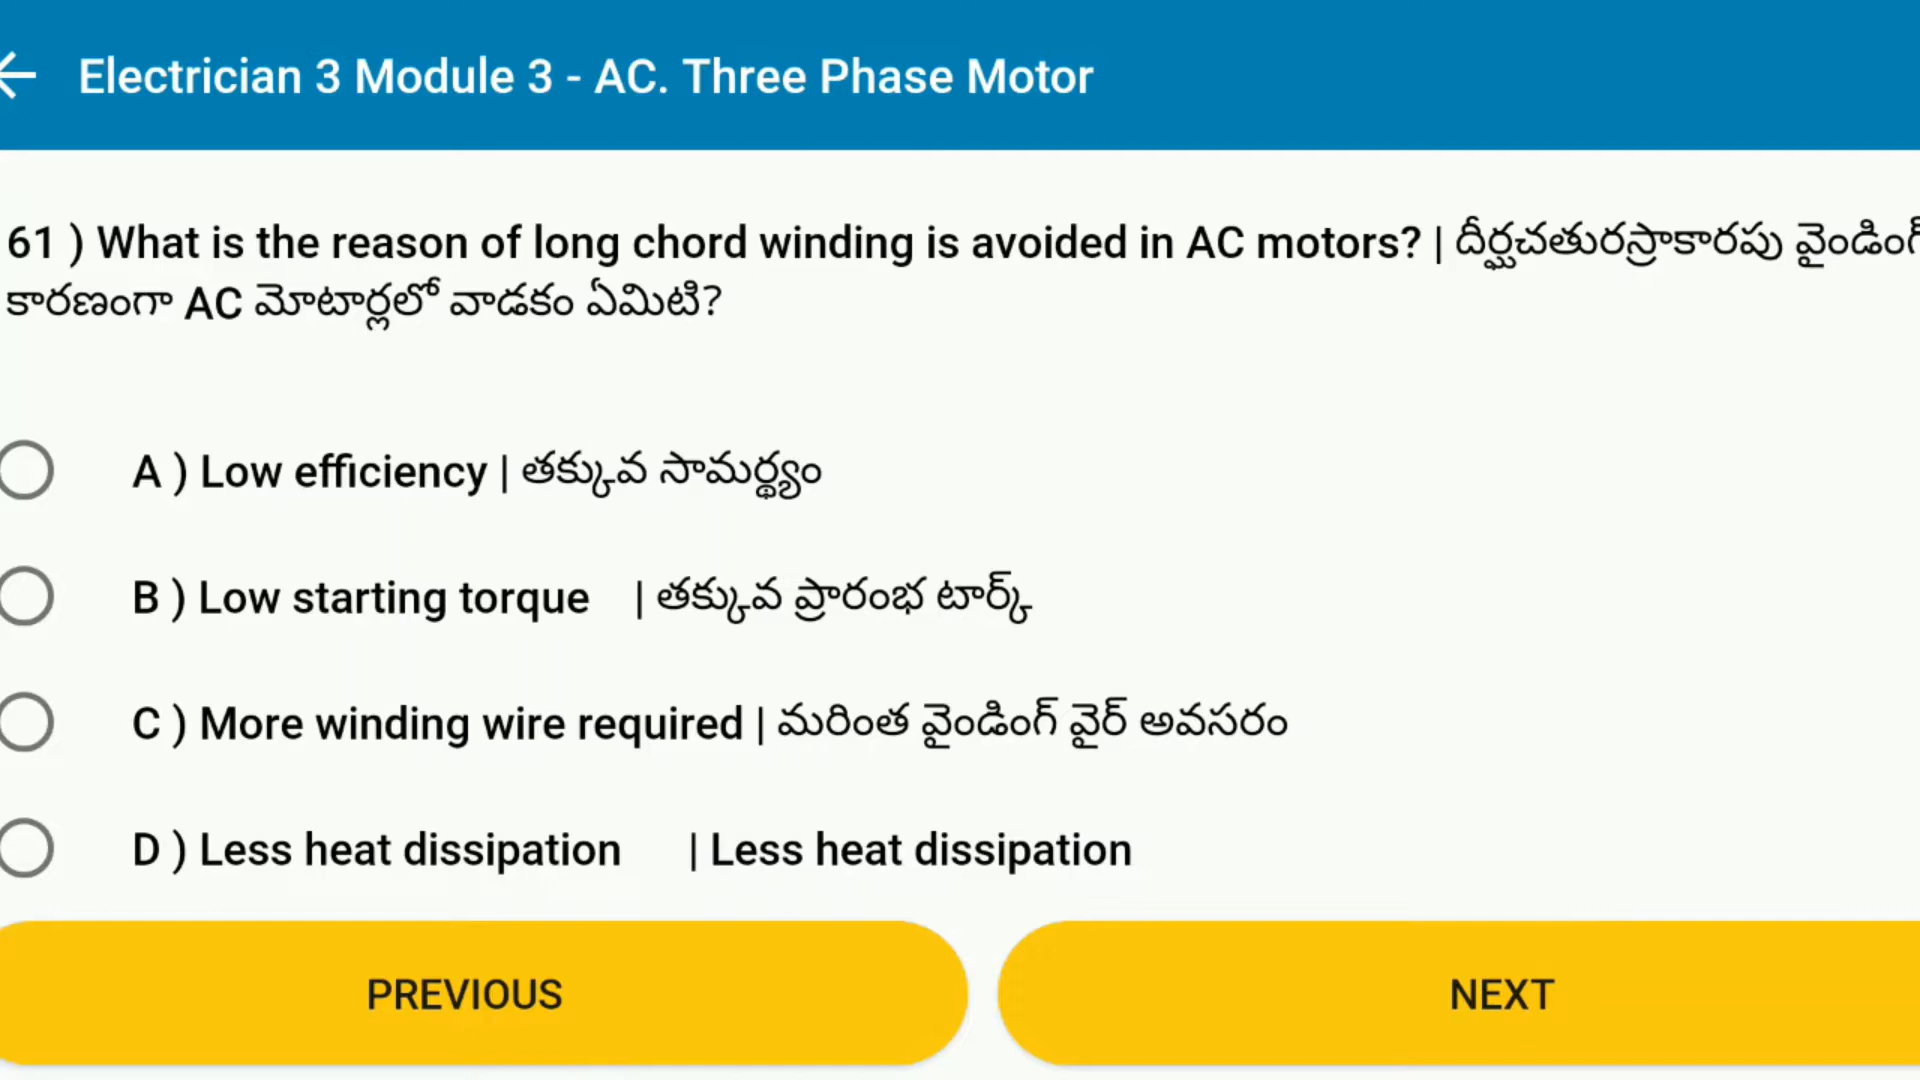 Electrician 3 Module 3 - AC. Three Phase Motor
61 ) What is the reason of long chord winding is avoided in AC motors? | దీర్ఘచతురస్రాకారపు వైండింగ్
కారణంగా AC మోటార్లలో వాడకం ఏమిటి?
A ) Low efficiency | తక్కువ సామర్థ్యం
B ) Low starting torque | తక్కువ ప్రారంభ టార్క్
C ) More winding wire required | మరింత వైండింగ్ వైర్ అవసరం
D ) Less heat dissipation | Less heat dissipation
PREVIOUS NEXT